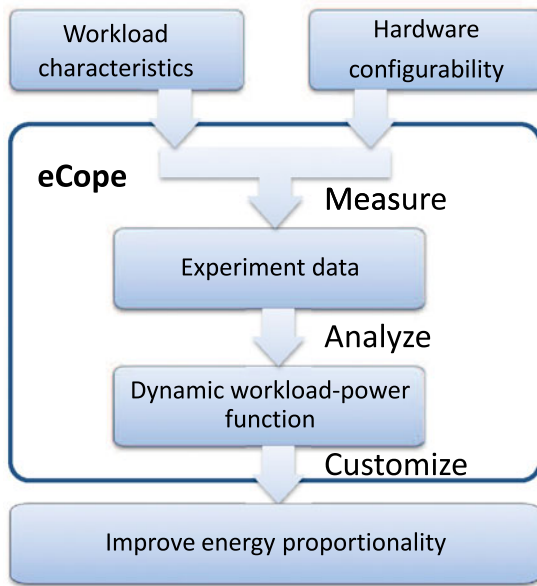 Workload
characteristics
Hardware
configurability
eCope
Measure
Experiment data
Analyze
Dynamic workload-power
function
Customize
Improve energy proportionality